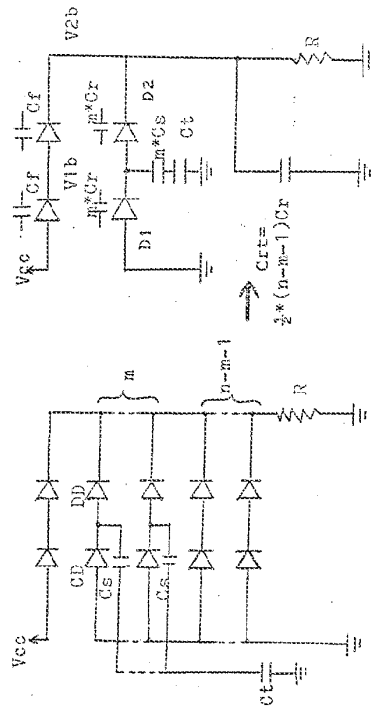 Vcc
CD
DD
Cs
m
Cs
n-m-1
Ct
R
Vcc
Cf
Cf
V1b
V2b
m*Cr
m*Cr
D1
D2
m*Cs
Ct
Crt=
½*(n-m-1)Cr
R